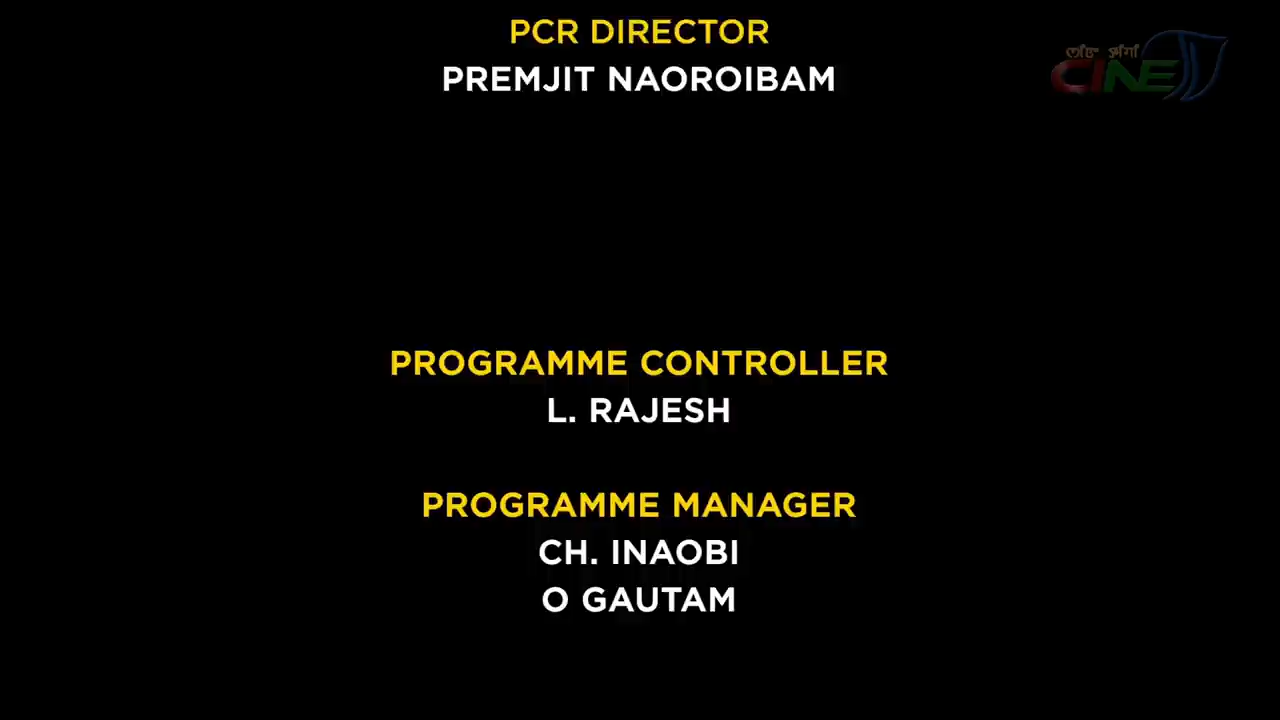 PCR DIRECTOR
PREMJIT NAOROIBAM
CINE
PROGRAMME CONTROLLER
L. RAJESH
PROGRAMME MANAGER
CH. INAOBI
O GAUTAM